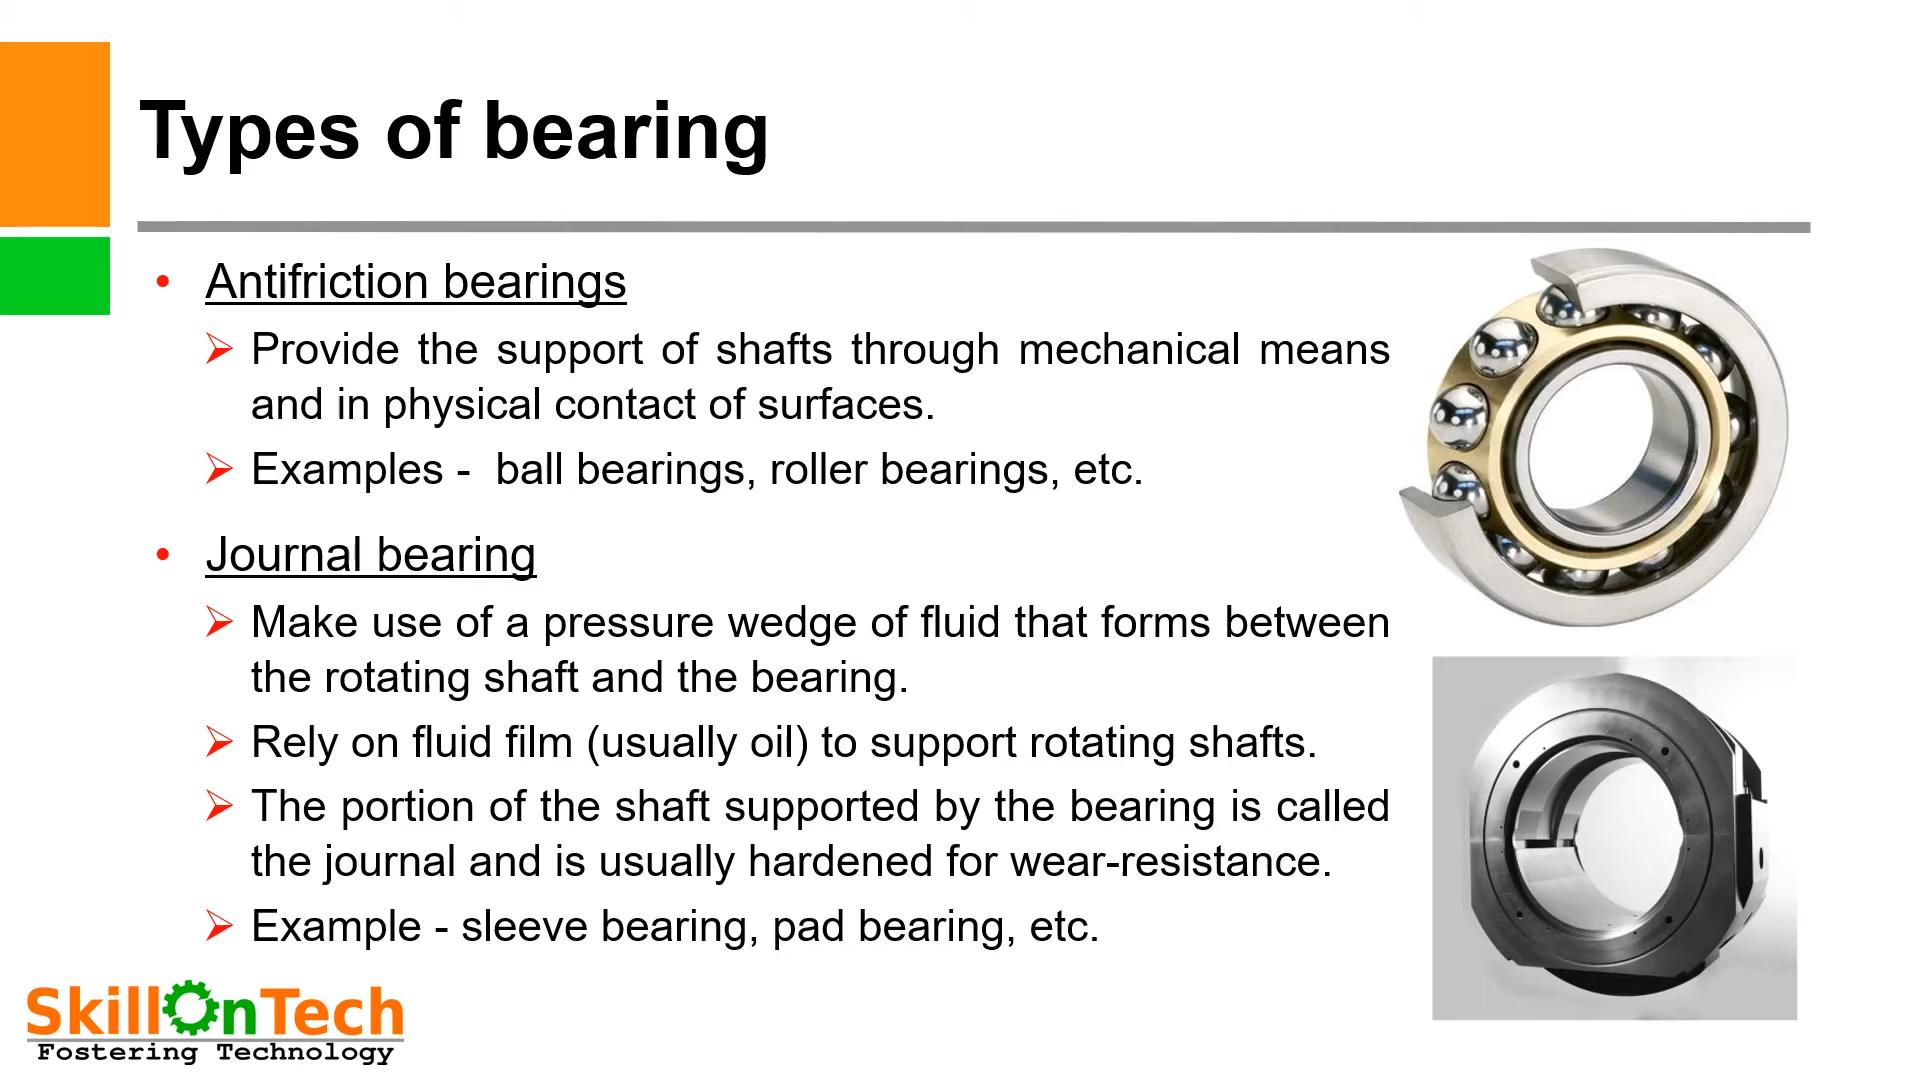 Types of bearing
• Antifriction bearings
➢ Provide the support of shafts through mechanical means
and in physical contact of surfaces.
➢ Examples -  ball bearings, roller bearings, etc.
• Journal bearing
➢ Make use of a pressure wedge of fluid that forms between
the rotating shaft and the bearing.
➢ Rely on fluid film (usually oil) to support rotating shafts.
➢ The portion of the shaft supported by the bearing is called
the journal and is usually hardened for wear-resistance.
➢ Example - sleeve bearing, pad bearing, etc.
SkillOnTech
Fostering Technology